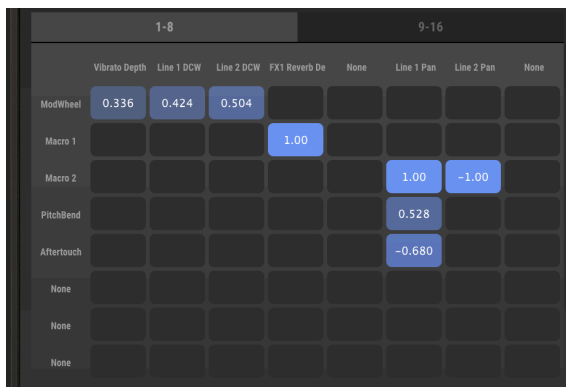 1-8 9-16
Vibrato Depth Line 1 DCW Line 2 DCW FX1 Reverb De None Line 1 Pan Line 2 Pan None
ModWheel 0.336 0.424 0.504
Macro 1 1.00
Macro 2 1.00 −1.00
PitchBend 0.528
Aftertouch −0.680
None
None
None